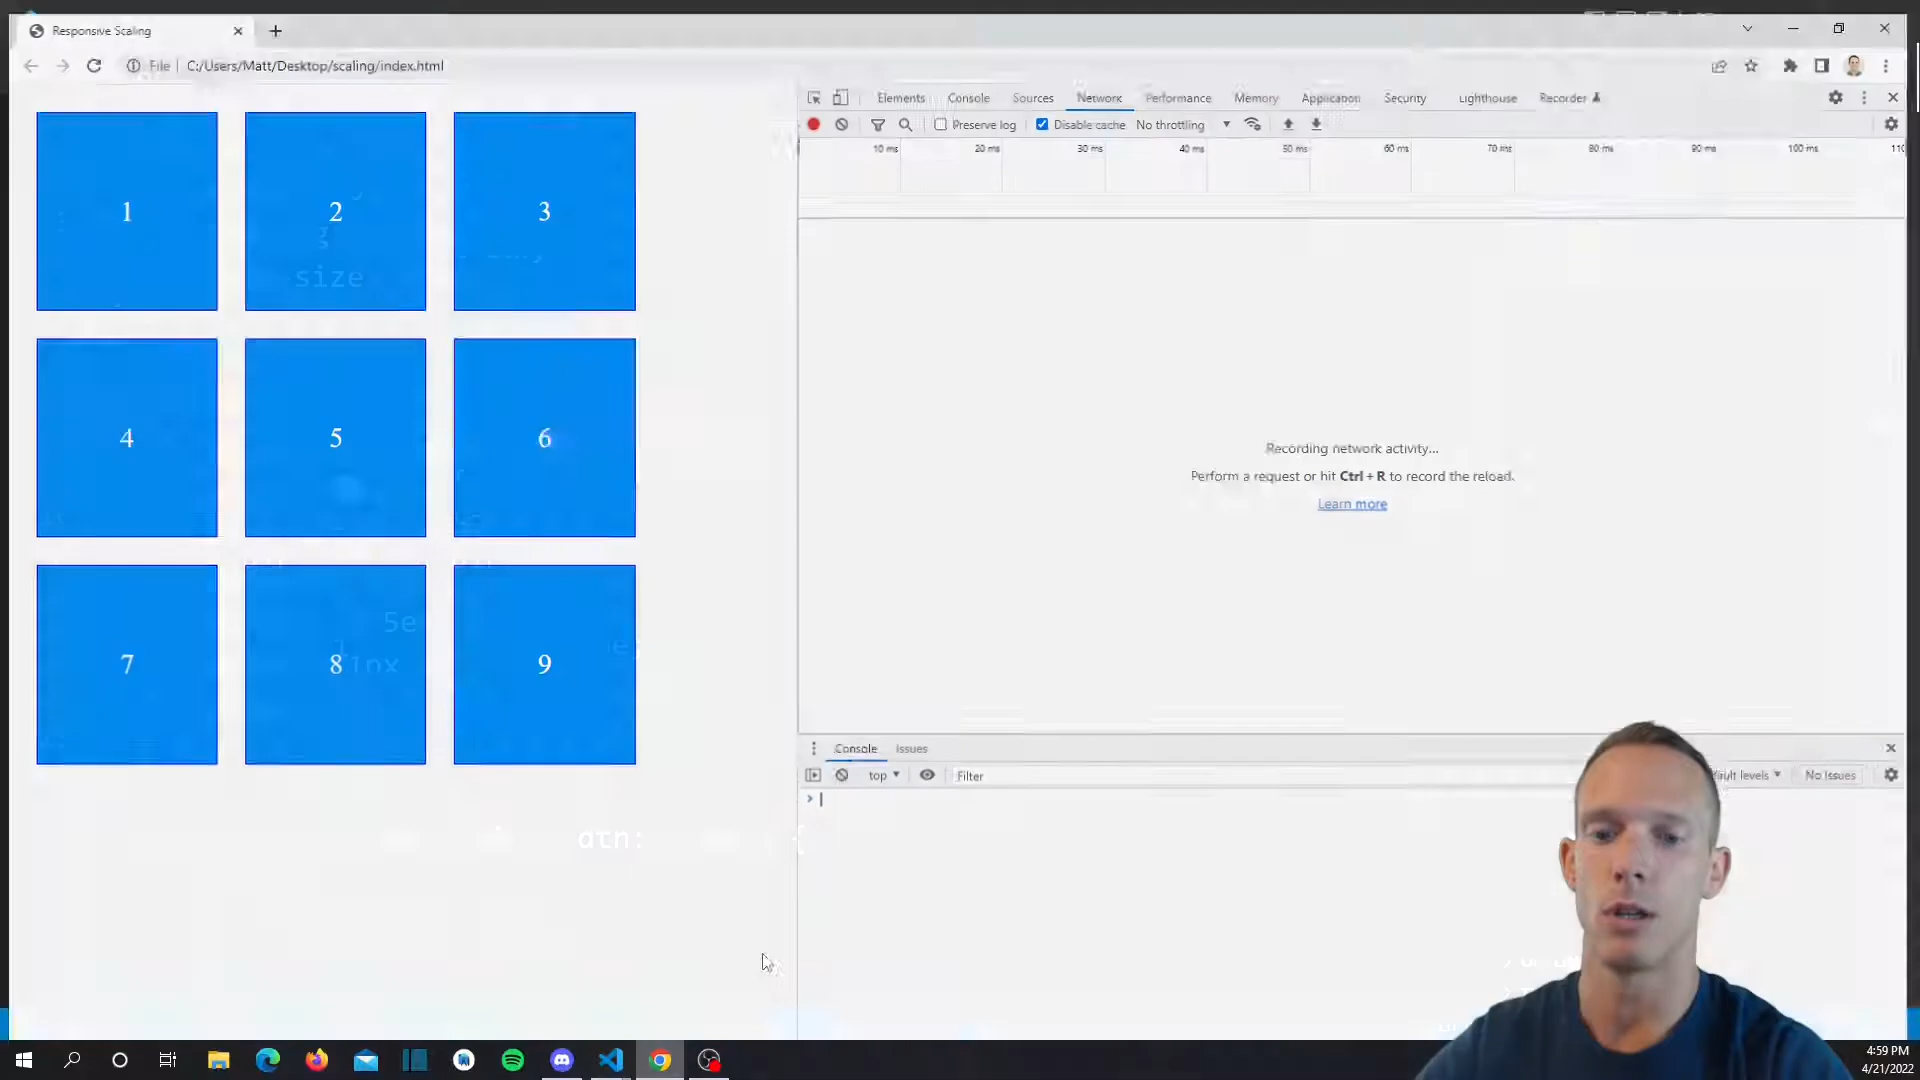 Responsive Scaling
File
C:/Users/Matt/Desktop/scaling/index.html
Elements Console Sources Network Performance Memory Application Security Lighthouse Recorder
Preserve log Disable cache No throttling
10 ms 20 ms 30 ms 40 ms 50 ms 60 ms 70 ms 80 ms 90 ms 100 ms 110
1 2 3
size
4 5 6
Recording network activity...
Perform a request or hit Ctrl + R to record the reload.
Learn more
5e
7 8 9
Console Issues
top Filter levels No Issues
4:59 PM
4/21/2022